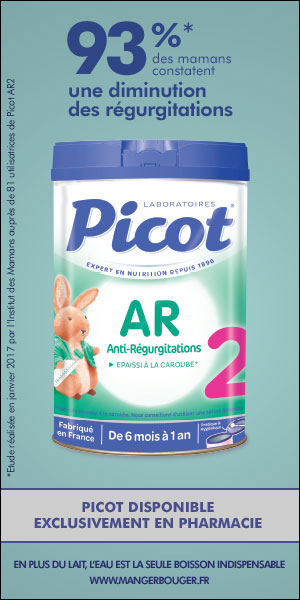 93%*
des mamans
constatent
une diminution
des régurgitations
*Etude réalisée en janvier 2017 par l'Institut des Mamans auprès de 81 utilisatrices de Picot AR2
LABORATOIRES
Picot
EXPERT EN NUTRITION DEPUIS 1896
AR
Anti-Régurgitations
ÉPAISSI À LA CAROUBE*
2
Fabriqué
en France
De 6 mois à 1 an
Pratique &
Hygiénique
PICOT DISPONIBLE
EXCLUSIVEMENT EN PHARMACIE
EN PLUS DU LAIT, L'EAU EST LA SEULE BOISSON INDISPENSABLE
WWW.MANGERBOUGER.FR